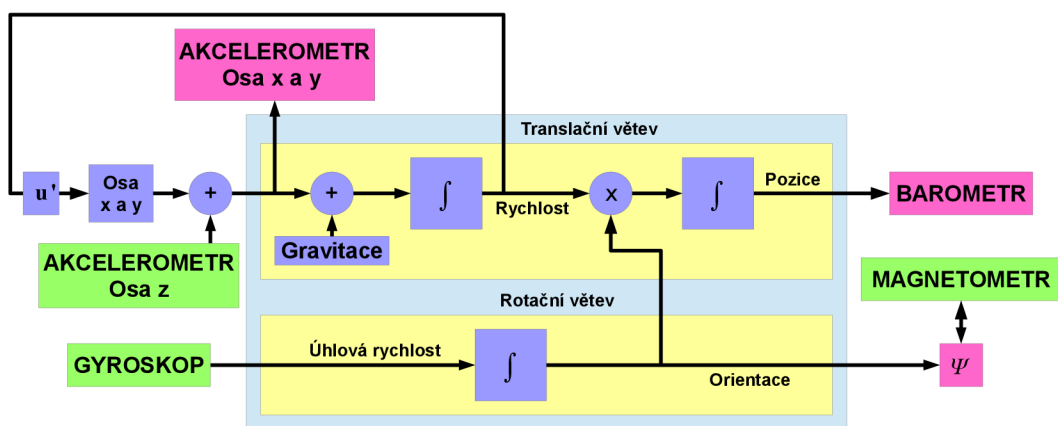 AKCELEROMETR
Osa x a y
Translační větev
u'
Osa
x a y
+
+
∫
Rychlost
x
∫
Pozice
BAROMETR
Gravitace
AKCELEROMETR
Osa z
MAGNETOMETR
Rotační větev
GYROSKOP
Úhlová rychlost
∫
Orientace
Ψ